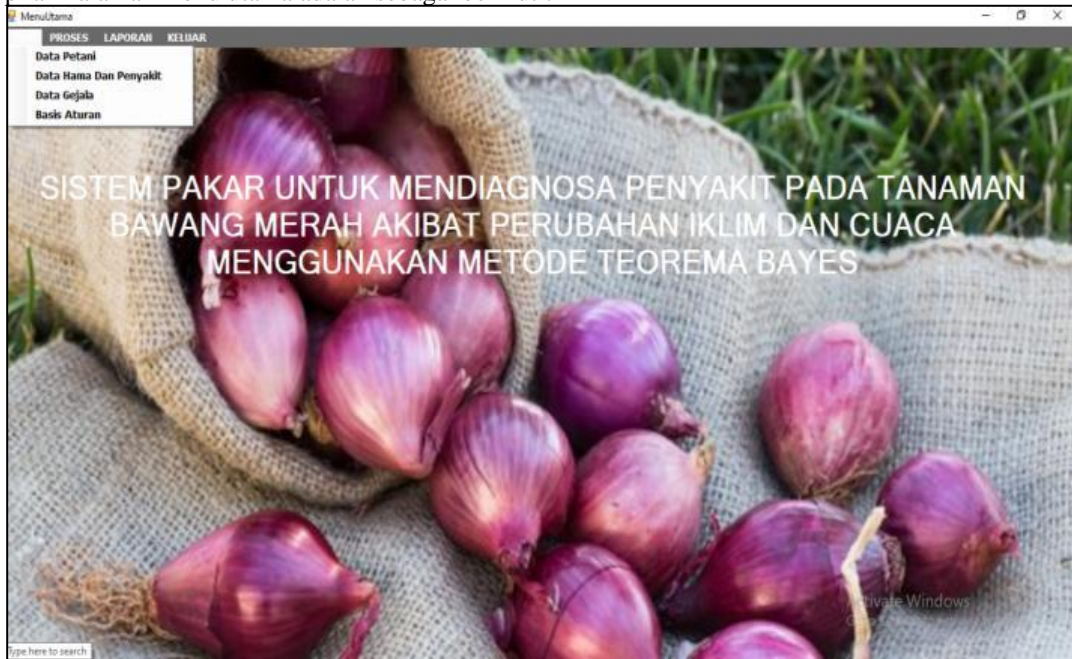 MenuUtama
PROSES LAPORAN KELUAR
Data Petani
Data Hama Dan Penyakit
Data Gejala
Basis Aturan
SISTEM PAKAR UNTUK MENDIAGNOSA PENYAKIT PADA TANAMAN
BAWANG MERAH AKIBAT PERUBAHAN IKLIM DAN CUACA
MENGGUNAKAN METODE TEOREMA BAYES
Activate Windows
Type here to search